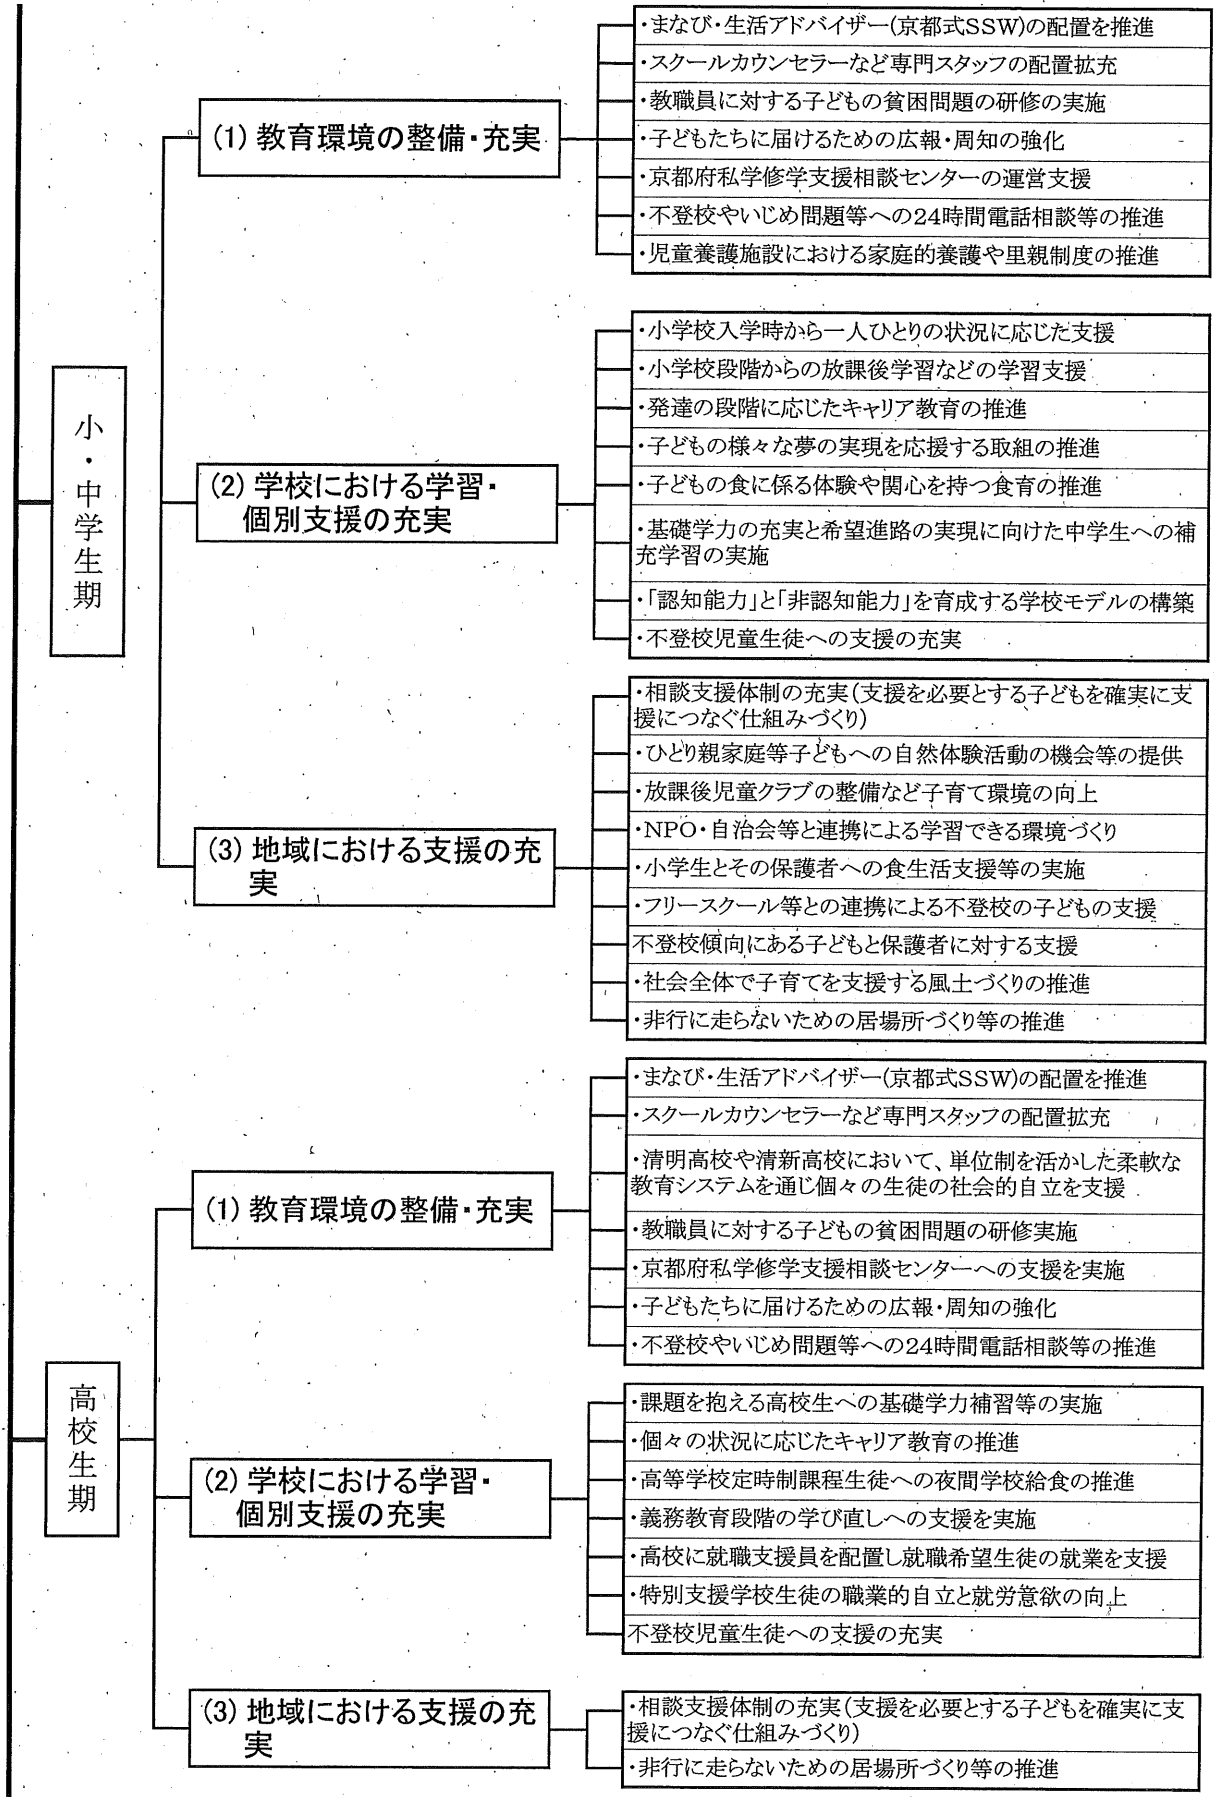 小・中学生期
(1) 教育環境の整備・充実
・まなび・生活アドバイザー(京都式SSW)の配置を推進
・スクールカウンセラーなど専門スタッフの配置拡充
・教職員に対する子どもの貧困問題の研修の実施
・子どもたちに届けるための広報・周知の強化
・京都府私学修学支援相談センターの運営支援
・不登校やいじめ問題等への24時間電話相談等の推進
・児童養護施設における家庭的養護や里親制度の推進
(2) 学校における学習・
個別支援の充実
・小学校入学時から一人ひとりの状況に応じた支援
・小学校段階からの放課後学習などの学習支援
・発達の段階に応じたキャリア教育の推進
・子どもの様々な夢の実現を応援する取組の推進
・子どもの食に係る体験や関心を持つ食育の推進
・基礎学力の充実と希望進路の実現に向けた中学生への補
充学習の実施
・「認知能力」と「非認知能力」を育成する学校モデルの構築
・不登校児童生徒への支援の充実
(3) 地域における支援の充
実
・相談支援体制の充実(支援を必要とする子どもを確実に支
援につなぐ仕組みづくり)
・ひとり親家庭等子どもへの自然体験活動の機会等の提供
・放課後児童クラブの整備など子育て環境の向上
・NPO・自治会等と連携による学習できる環境づくり
・小学生とその保護者への食生活支援等の実施
・フリースクール等との連携による不登校の子どもの支援
不登校傾向にある子どもと保護者に対する支援
・社会全体で子育てを支援する風土づくりの推進
・非行に走らないための居場所づくり等の推進
高校生期
(1) 教育環境の整備・充実
・まなび・生活アドバイザー(京都式SSW)の配置を推進
・スクールカウンセラーなど専門スタッフの配置拡充
・清明高校や清新高校において、単位制を活かした柔軟な
教育システムを通じ個々の生徒の社会的自立を支援
・教職員に対する子どもの貧困問題の研修実施
・京都府私学修学支援相談センターへの支援を実施
・子どもたちに届けるための広報・周知の強化
・不登校やいじめ問題等への24時間電話相談等の推進
(2) 学校における学習・
個別支援の充実
・課題を抱える高校生への基礎学力補習等の実施
・個々の状況に応じたキャリア教育の推進
・高等学校定時制課程生徒への夜間学校給食の推進
・義務教育段階の学び直しへの支援を実施
・高校に就職支援員を配置し就職希望生徒の就業を支援
・特別支援学校生徒の職業的自立と就労意欲の向上
不登校児童生徒への支援の充実
(3) 地域における支援の充
実
・相談支援体制の充実(支援を必要とする子どもを確実に支
援につなぐ仕組みづくり)
・非行に走らないための居場所づくり等の推進